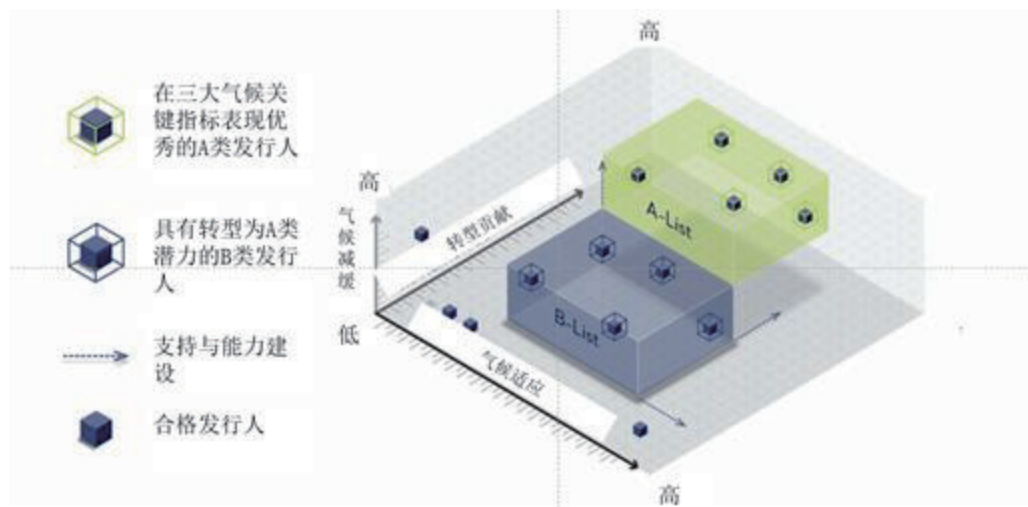 在三大气候关
键指标表现优
秀的A类发行人
具有转型为A类
潜力的B类发行
人
支持与能力建
设
合格发行人
高
高
气候减缓
转型贡献
A-List
B-List
低
气候适应
高